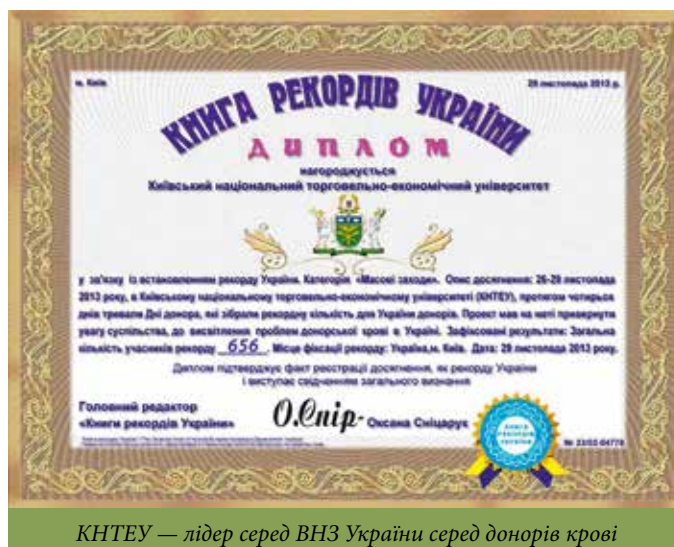 м. Київ
29 листопада 2013 р.
КНИГА РЕКОРДІВ УКРАЇНИ
ДИПЛОМ
нагороджується
Київський національний торговельно-економічний університет
у зв'язку із встановленням рекорду України. Категорія «Масові заходи». Опис досягнення: 26-29 листопада
2013 року, в Київському національному торговельно-економічному університеті (КНТЕУ), протягом чотирьох
днів тривали Дні донора, які зібрали рекордну кількість для України донорів. Проект мав на меті привернути
увагу суспільства, до висвітлення проблем донорської крові в Україні. Зафіксовані результати: Загальна
кількість учасників рекорду 656. Місце фіксації рекорду: Україна, м. Київ. Дата: 29 листопада 2013 року.
Диплом підтверджує факт реєстрації досягнення, як рекорду України
і виступає свідченням загального визнання
Головний редактор
«Книги рекордів України»
Оксана Сніцарук
КНИГА
РЕКОРДІВ
УКРАЇНИ
КНТЕУ — лідер серед ВНЗ України серед донорів крові